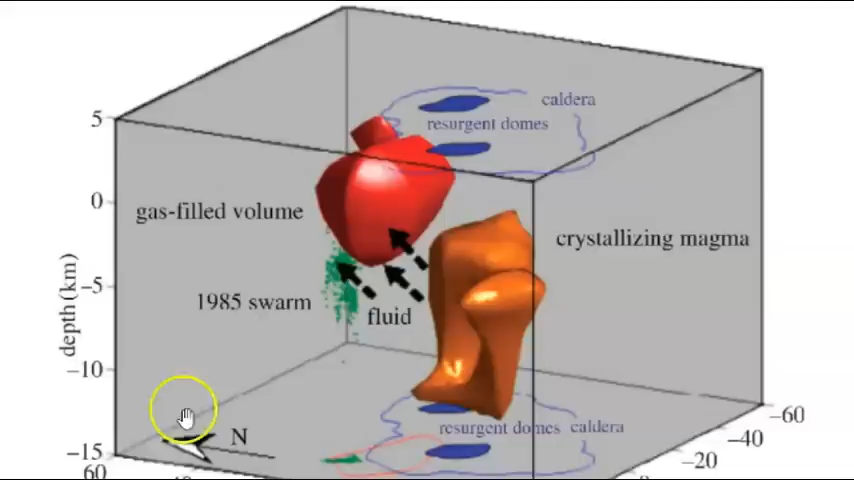 caldera
resurgent domes
5
0
gas-filled volume
crystallizing magma
−5
1985 swarm
fluid
depth (km)
−10
−15
N
resurgent domes caldera
−60
−40
−20
60